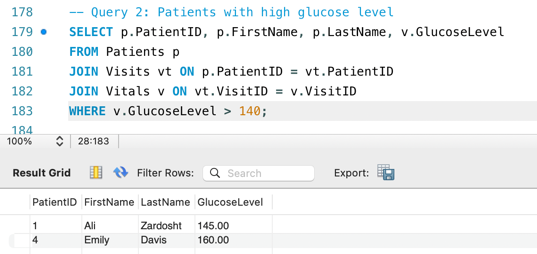 178 -- Query 2: Patients with high glucose level
179 SELECT p.PatientID, p.FirstName, p.LastName, v.GlucoseLevel
180 FROM Patients p
181 JOIN Visits vt ON p.PatientID = vt.PatientID
182 JOIN Vitals v ON vt.VisitID = v.VisitID
183 WHERE v.GlucoseLevel > 140;
184
100% 28:183
Result Grid Filter Rows: Search Export:
PatientID FirstName LastName GlucoseLevel
1 Ali Zardosht 145.00
4 Emily Davis 160.00